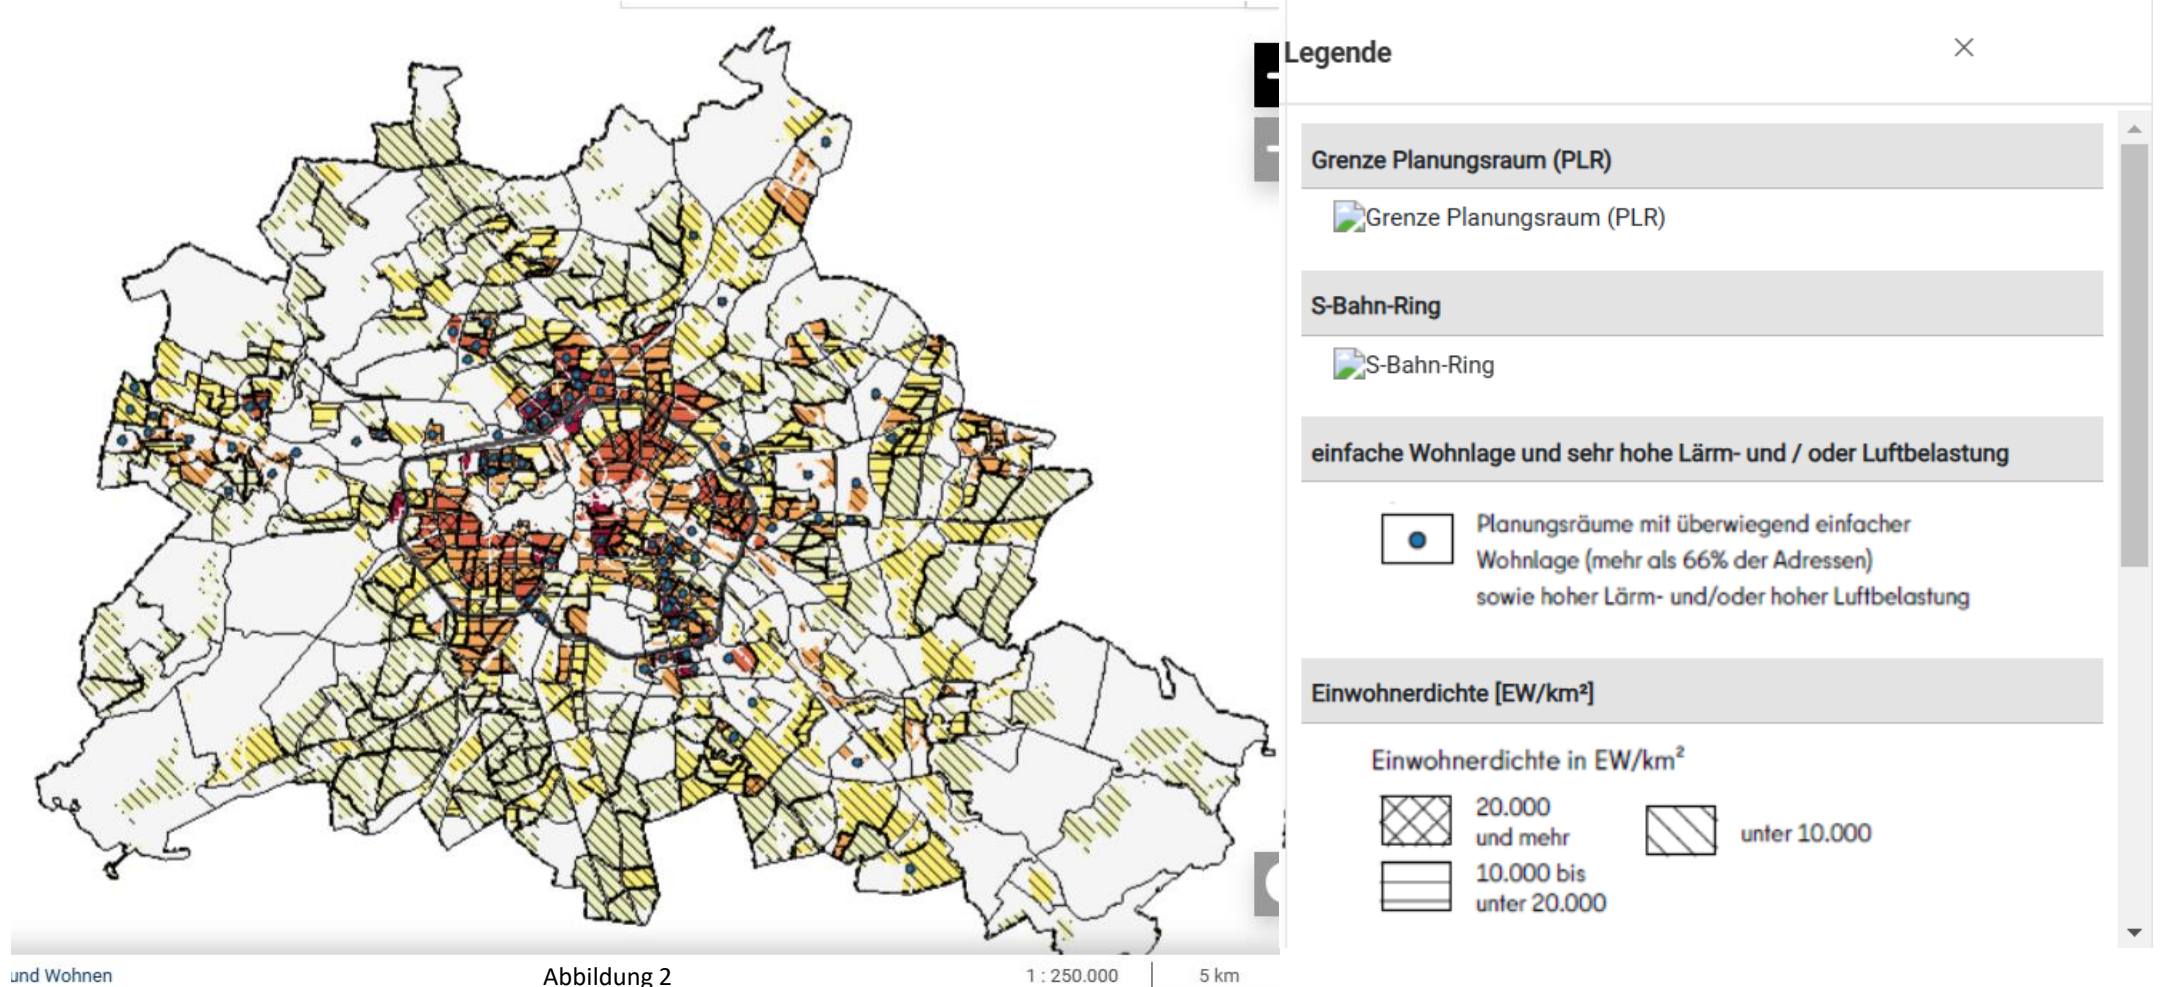 Legende
Grenze Planungsraum (PLR)
Grenze Planungsraum (PLR)
S-Bahn-Ring
S-Bahn-Ring
einfache Wohnlage und sehr hohe Lärm- und / oder Luftbelastung
Planungsräume mit überwiegend einfacher
Wohnlage (mehr als 66% der Adressen)
sowie hoher Lärm- und/oder hoher Luftbelastung
Einwohnerdichte [EW/km²]
Einwohnerdichte in EW/km²
20.000
und mehr
unter 10.000
10.000 bis
unter 20.000
und Wohnen
Abbildung 2
1 : 250.000
5 km